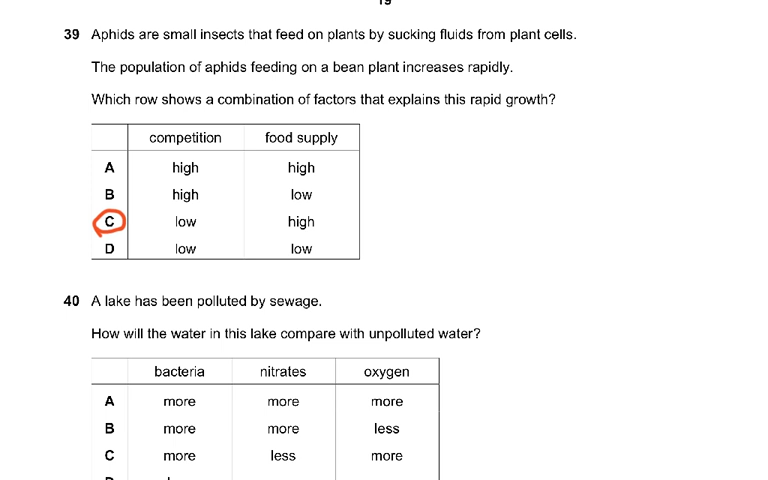 39 Aphids are small insects that feed on plants by sucking fluids from plant cells.
The population of aphids feeding on a bean plant increases rapidly.
Which row shows a combination of factors that explains this rapid growth?
competition food supply
A high high
B high low
C low high
D low low
40 A lake has been polluted by sewage.
How will the water in this lake compare with unpolluted water?
bacteria nitrates oxygen
A more more more
B more more less
C more less more